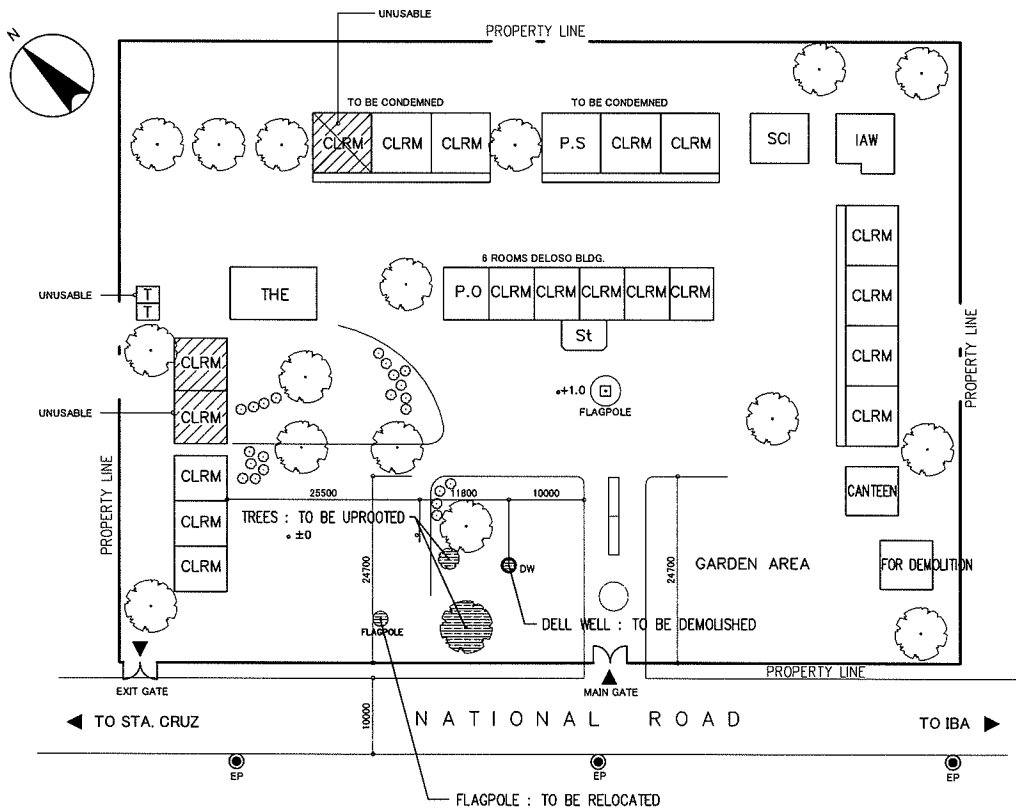 UNUSABLE
PROPERTY LINE
N
TO BE CONDEMNED
TO BE CONDEMNED
CLRM CLRM CLRM
P.S CLRM CLRM
SCI
IAW
CLRM
CLRM
CLRM
CLRM
6 ROOMS DELOSO BLDG.
P.O CLRM CLRM CLRM CLRM CLRM
St
THE
UNUSABLE
T
T
PROPERTY LINE
CLRM
UNUSABLE
CLRM
+1.0
FLAGPOLE
CLRM
CLRM
CLRM
PROPERTY LINE
CANTEEN
25500
11800
10000
TREES : TO BE UPROOTED
±0
24700
24700
DW
GARDEN AREA
FOR DEMOLITION
FLAGPOLE
DELL WELL : TO BE DEMOLISHED
PROPERTY LINE
EXIT GATE
MAIN GATE
TO STA. CRUZ
10000
NATIONAL ROAD
TO IBA
EP
EP
EP
FLAGPOLE : TO BE RELOCATED